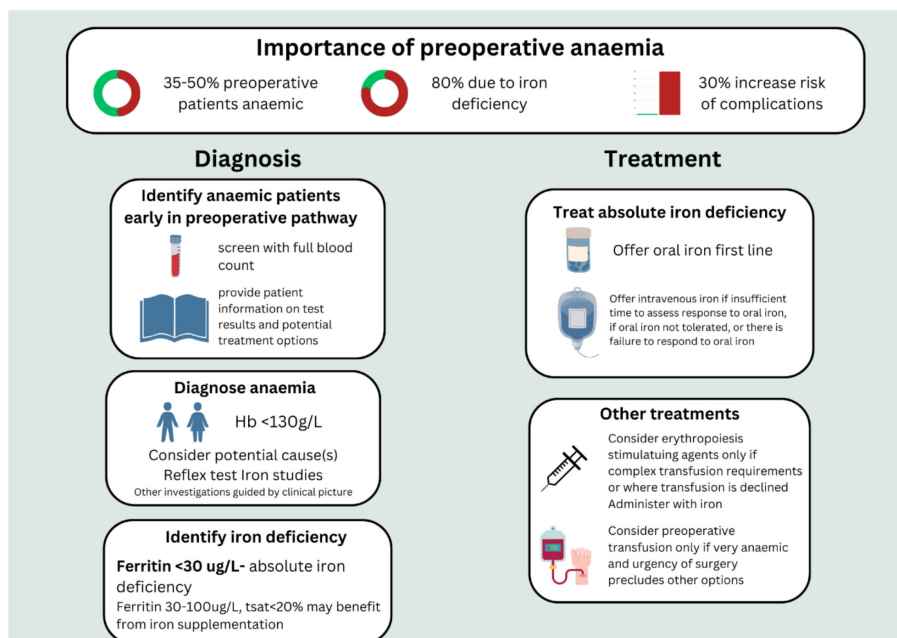 Importance of preoperative anaemia
35-50% preoperative
patients anaemic
80% due to iron
deficiency
30% increase risk
of complications
Diagnosis
Identify anaemic patients
early in preoperative pathway
screen with full blood
count
provide patient
information on test
results and potential
treatment options
Diagnose anaemia
Hb <130g/L
Consider potential cause(s)
Reflex test Iron studies
Other investigations guided by clinical picture
Identify iron deficiency
Ferritin <30 ug/L- absolute iron
deficiency
Ferritin 30-100ug/L, tsat<20% may benefit
from iron supplementation
Treatment
Treat absolute iron deficiency
Offer oral iron first line
Offer intravenous iron if insufficient
time to assess response to oral iron,
if oral iron not tolerated, or there is
failure to respond to oral iron
Other treatments
Consider erythropoiesis
stimulatuing agents only if
complex transfusion requirements
or where transfusion is declined
Administer with iron
Consider preoperative
transfusion only if very anaemic
and urgency of surgery
precludes other options